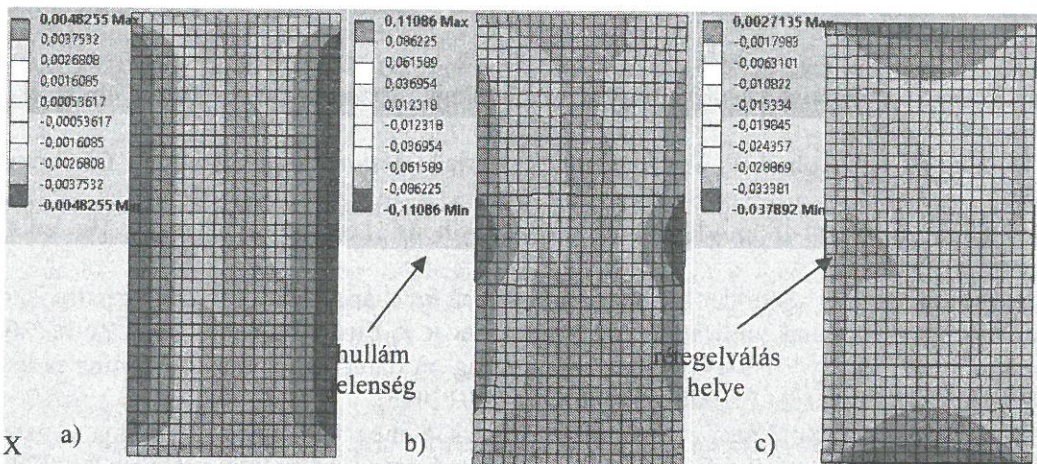 0,0048255 Max
0,0037532
0,0026808
0,0016085
0,00053617
-0,00053617
-0,0016085
-0,0026808
-0,0037532
-0,0048255 Min
0,11086 Max
0,086225
0,061589
0,036954
0,012318
-0,012318
-0,036954
-0,061589
-0,086225
-0,11086 Min
0,0027135 Max
-0,0017983
-0,0063101
-0,010822
-0,015334
-0,019845
-0,024357
-0,028869
-0,033381
-0,037892 Min
hullám
jelenség
rétegelválás
helye
X
a)
b)
c)